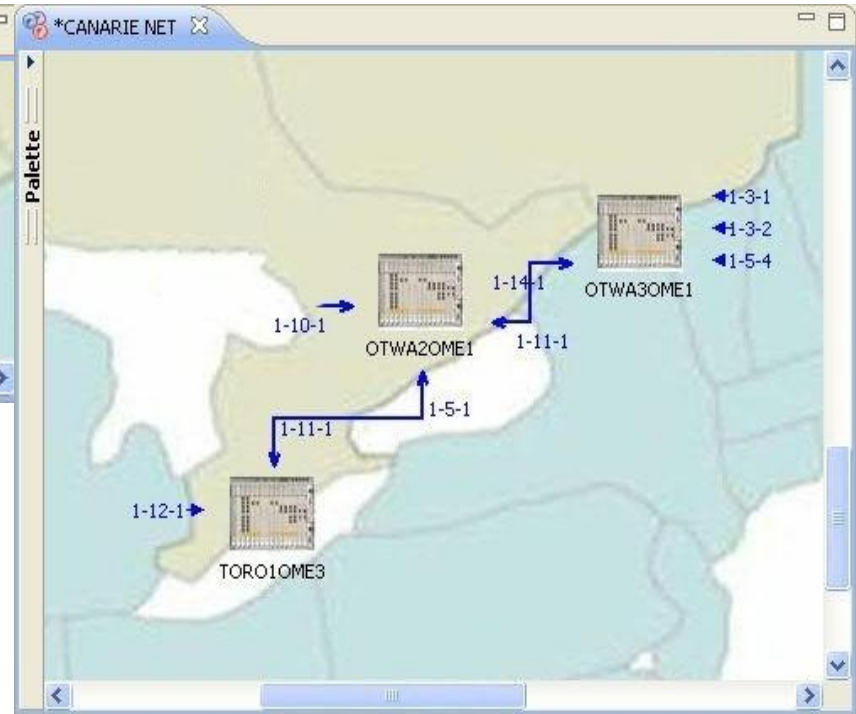 *CANARIE NET
Palette
1-3-1
1-3-2
1-5-4
1-14-1
OTWA3OME1
1-10-1
OTWA2OME1
1-11-1
1-5-1
1-11-1
1-12-1
TORO1OME3